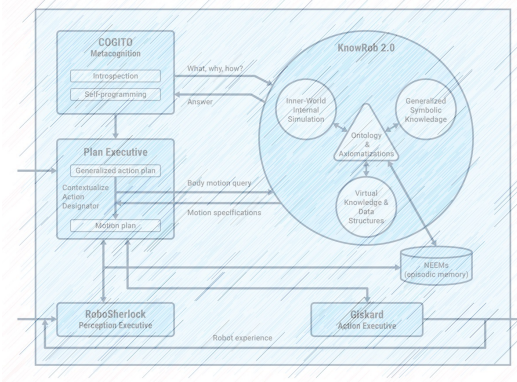 COGITO
Metacognition
Introspection
Self-programming
What, why, how?
Answer
KnowRob 2.0
Inner-World
Internal
Simulation
Generalized
Symbolic
Knowledage
Ontology
&
Axiomatizations
Virtual
Knowledge &
Data
Structures
Plan Executive
Generalized action plan
Contextualize
Action
Designator
Motion plan
Body motion query
Motion specifications
NEEMs
(episodic memory)
RoboSherlock
Perception Executive
Giskard
Action Executive
Robot experience